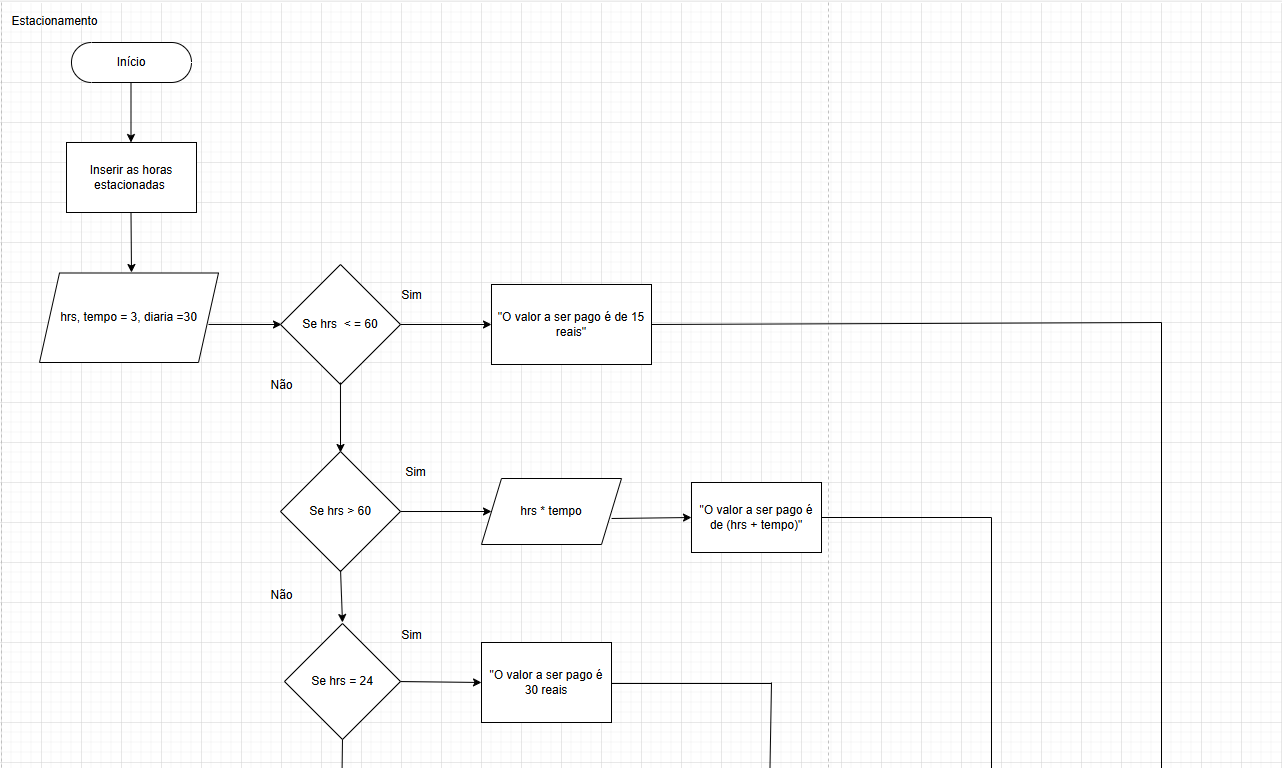 Estacionamento
Início
Inserir as horas
estacionadas
hrs, tempo = 3, diaria =30
Se hrs < = 60
Sim
"O valor a ser pago é de 15
reais"
Não
Se hrs > 60
Sim
hrs * tempo
"O valor a ser pago é
de (hrs + tempo)"
Não
Se hrs = 24
Sim
"O valor a ser pago é
30 reais